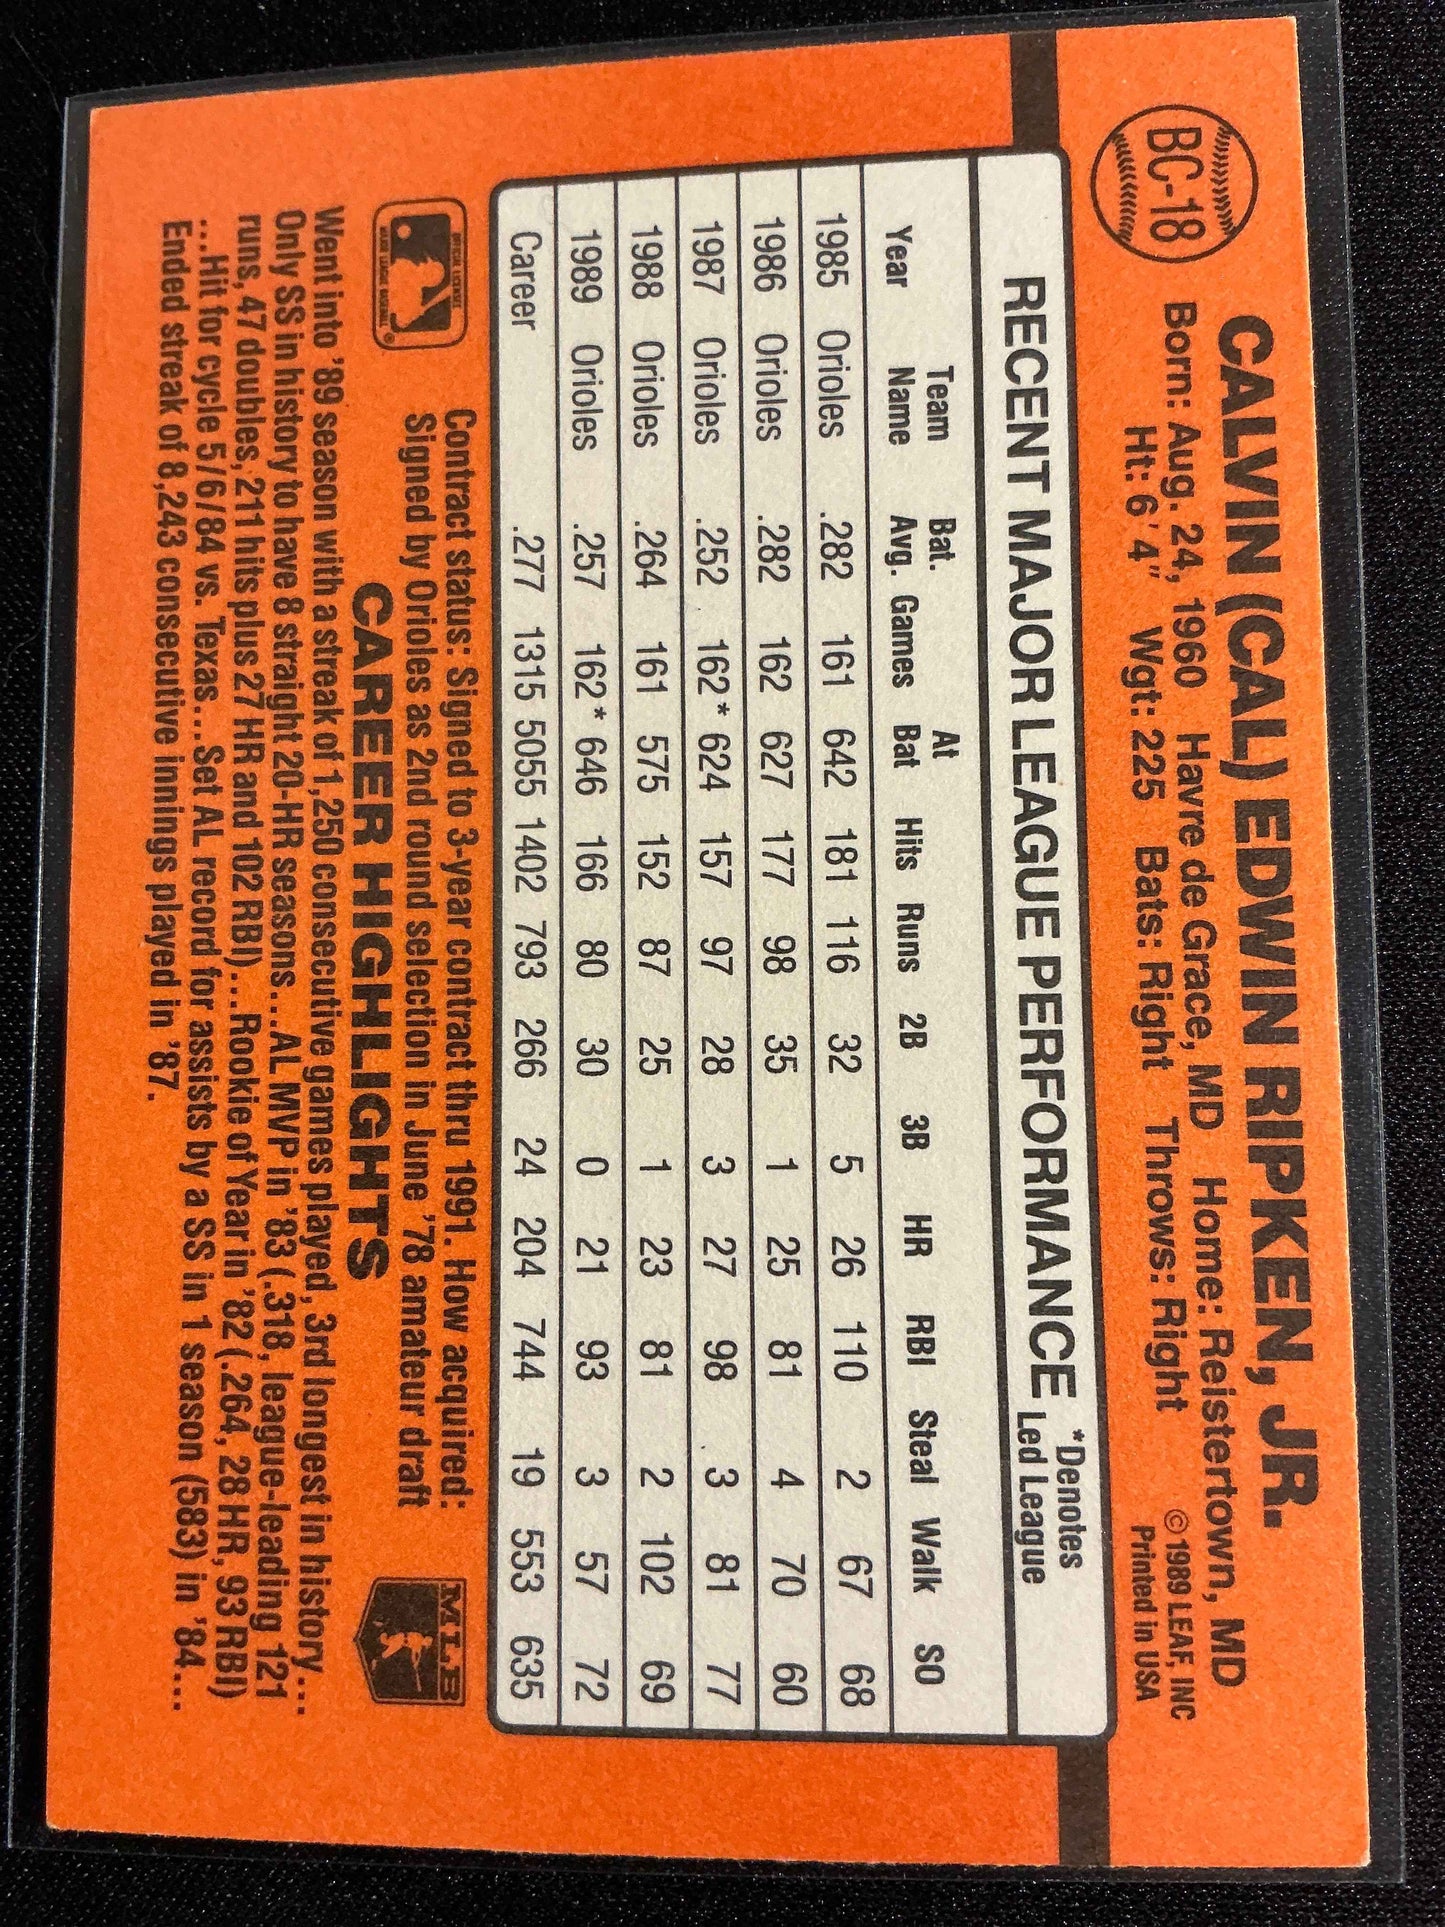 BC-18
CALVIN (CAL) EDWIN RIPKEN, JR.
Born: Aug. 24, 1960 Havre de Grace, MD Home: Reistertown, MD
Ht: 6' 4" Wgt: 225 Bats: Right Throws: Right
© 1989 LEAF, INC
Printed in USA
RECENT MAJOR LEAGUE PERFORMANCE *Denotes Led League
Year Team Name Bat. Avg. Games At Bat Hits Runs 2B 3B HR RBI Steal Walk SO
1985 Orioles .282 161 642 181 116 32 5 26 110 2 67 68
1986 Orioles .282 162 627 177 98 35 1 25 81 4 70 60
1987 Orioles .252 162* 624 157 97 28 3 27 98 3 81 77
1988 Orioles .264 161 575 152 87 25 1 23 81 2 102 69
1989 Orioles .257 162* 646 166 80 30 0 21 93 3 57 72
Career .277 1315 5055 1402 793 266 24 204 744 19 553 635
OFFICIAL LICENSEE
MAJOR LEAGUE BASEBALL
®
Contract status: Signed to 3-year contract thru 1991. How acquired:
Signed by Orioles as 2nd round selection in June '78 amateur draft
MLB
CAREER HIGHLIGHTS
Went into '89 season with a streak of 1,250 consecutive games played, 3rd longest in history...
Only SS in history to have 8 straight 20-HR seasons...AL MVP in '83 (.318, league-leading 121
runs, 47 doubles, 211 hits plus 27 HR and 102 RBI)...Rookie of Year in '82 (.264, 28 HR, 93 RBI)
...Hit for cycle 5/6/84 vs. Texas...Set AL record for assists by a SS in 1 season (583) in '84...
Ended streak of 8,243 consecutive innings played in '87.